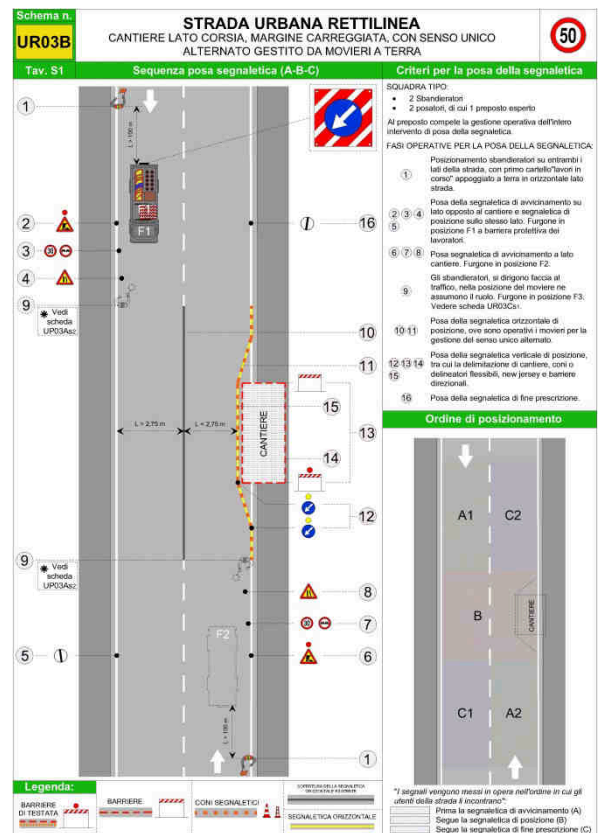 Schema n.
UR03B
STRADA URBANA RETTILINEA
CANTIERE LATO CORSIA, MARGINE CARREGGIATA, CON SENSO UNICO
ALTERNATO GESTITO DA MOVIERI A TERRA
50
Tav. S1
Sequenza posa segnaletica (A-B-C)
Criteri per la posa della segnaletica
SQUADRA TIPO:
• 2 Sbandieratori
• 2 posatori, di cui 1 preposto esperto
Al preposto compete la gestione operativa dell'intero
intervento di posa della segnaletica.
FASI OPERATIVE PER LA POSA DELLA SEGNALETICA:
1
Posizionamento sbandieratori su entrambi i
lati della strada, con primo cartello"lavori in
corso" appoggiato a terra in orizzontale lato
strada.
2 3 4
5
Posa della segnaletica di avvicinamento su
lato opposto al cantiere e segnaletica di
posizione sullo stesso lato. Furgone in
posizione F1 a barriera protettiva dei
lavoratori.
6 7 8
Posa segnaletica di avvicinamento a lato
cantiere. Furgone in posizione F2.
9
Gli sbandieratori, si dirigono faccia al
traffico, nella posizione del moviere ne
assumono il ruolo. Furgone in posizione F3.
Vedere scheda UR03Cs1.
10 11
Posa della segnaletica orizzontale di
posizione, ove sono operativi i movieri per la
gestione del senso unico alternato.
12 13 14
15
Posa della segnaletica verticale di posizione,
tra cui la delimitazione di cantiere, coni o
delineatori flessibili, new jersey e barriere
direzionali.
16
Posa della segnaletica di fine prescrizione.
1
L > 100 m
F1
2
3
30
4
9
Vedi
scheda
UP03As2
16
10
11
15
13
14
12
CANTIERE
L > 2,75 m
L < 2,75 m
9
Vedi
scheda
UP03As2
8
7
30
6
5
F2
L > 100 m
1
Ordine di posizionamento
A1
C2
B
CANTIERE
C1
A2
"I segnali vengono messi in opera nell'ordine in cui gli
utenti della strada li incontrano":
Prima la segnaletica di avvicinamento (A)
Segue la segnaletica di posizione (B)
Segue la segnaletica di fine prescrizione (C)
Legenda:
BARRIERE
DI TESTATA
BARRIERE
CONI SEGNALETICI
SEGNALETICA ORIZZONTALE